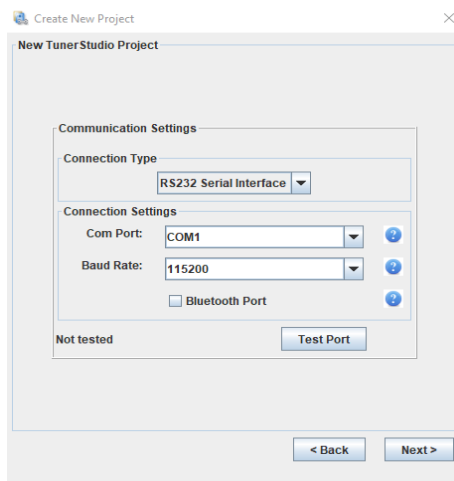 Create New Project
New TunerStudio Project
Communication Settings
Connection Type
RS232 Serial Interface
Connection Settings
Com Port: COM1
Baud Rate: 115200
Bluetooth Port
Not tested Test Port
< Back Next >